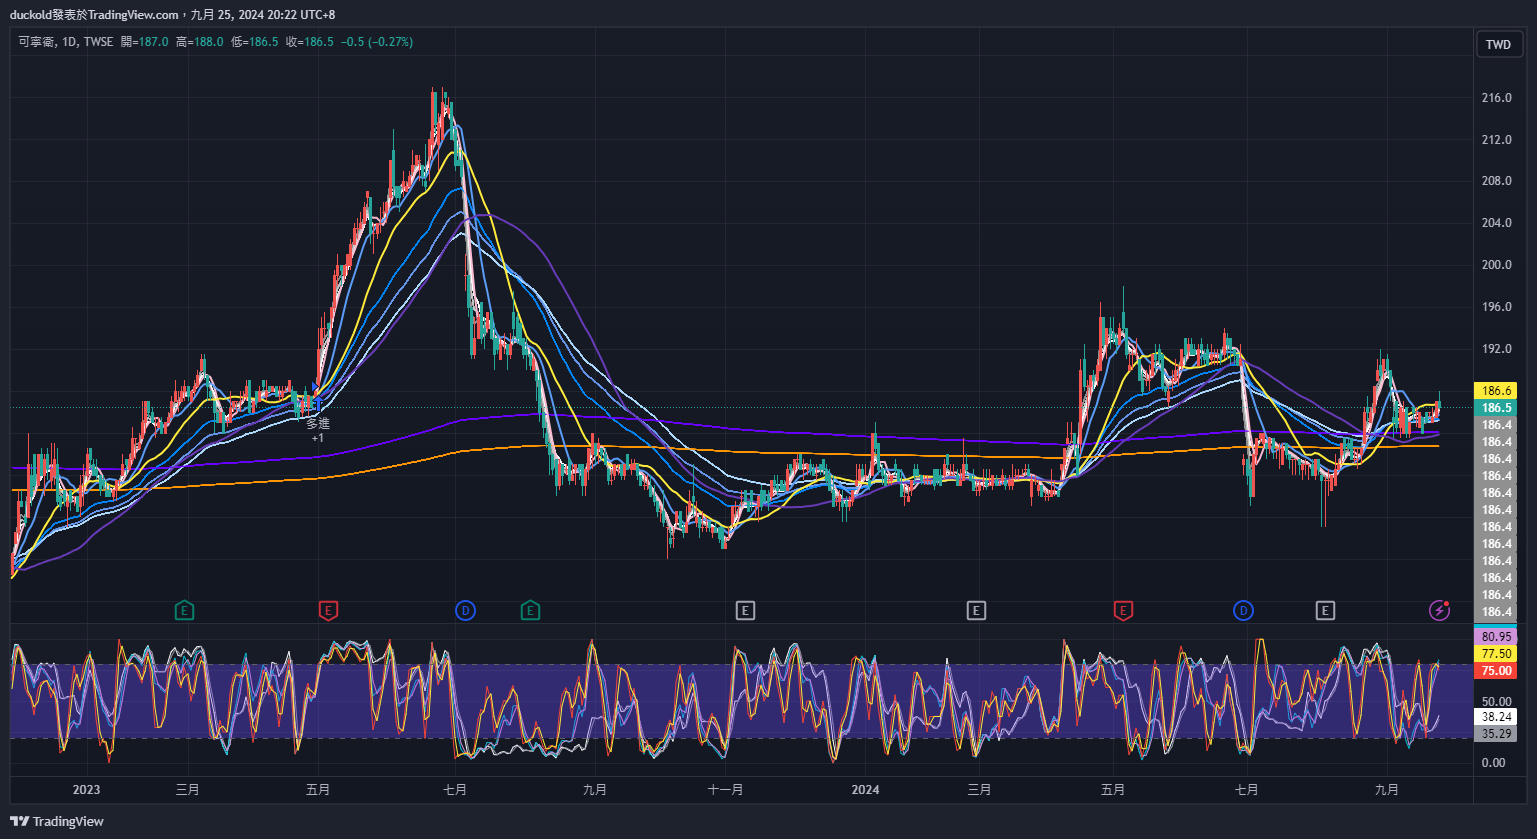 duckold發表於TradingView.com，九月 25, 2024 20:22 UTC+8
可寧衛, 1D, TWSE 開=187.0 高=188.0 低=186.5 收=186.5 −0.5 (−0.27%)
TWD
216.0
212.0
208.0
204.0
200.0
196.0
192.0
186.6
186.5
186.4
186.4
186.4
186.4
186.4
186.4
186.4
186.4
186.4
186.4
186.4
186.4
多進
+1
E
E
D
E
E
E
E
D
E
80.95
77.50
75.00
50.00
38.24
35.29
0.00
2023 三月 五月 七月 九月 十一月 2024 三月 五月 七月 九月
TradingView